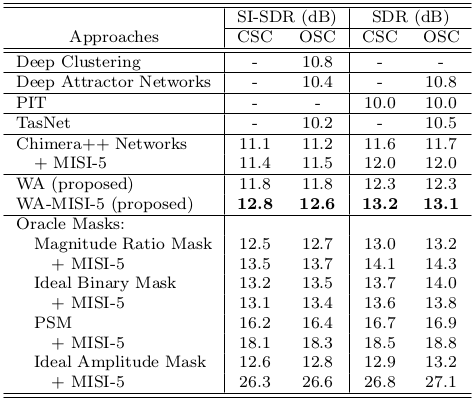 SI-SDR (dB) SDR (dB)
Approaches CSC OSC CSC OSC
Deep Clustering - 10.8 - -
Deep Attractor Networks - 10.4 - 10.8
PIT - - 10.0 10.0
TasNet - 10.2 - 10.5
Chimera++ Networks 11.1 11.2 11.6 11.7
+ MISI-5 11.4 11.5 12.0 12.0
WA (proposed) 11.8 11.8 12.3 12.3
WA-MISI-5 (proposed) 12.8 12.6 13.2 13.1
Oracle Masks:
Magnitude Ratio Mask 12.5 12.7 13.0 13.2
+ MISI-5 13.5 13.7 14.1 14.3
Ideal Binary Mask 13.2 13.5 13.7 14.0
+ MISI-5 13.1 13.4 13.6 13.8
PSM 16.2 16.4 16.7 16.9
+ MISI-5 18.1 18.3 18.5 18.8
Ideal Amplitude Mask 12.6 12.8 12.9 13.2
+ MISI-5 26.3 26.6 26.8 27.1